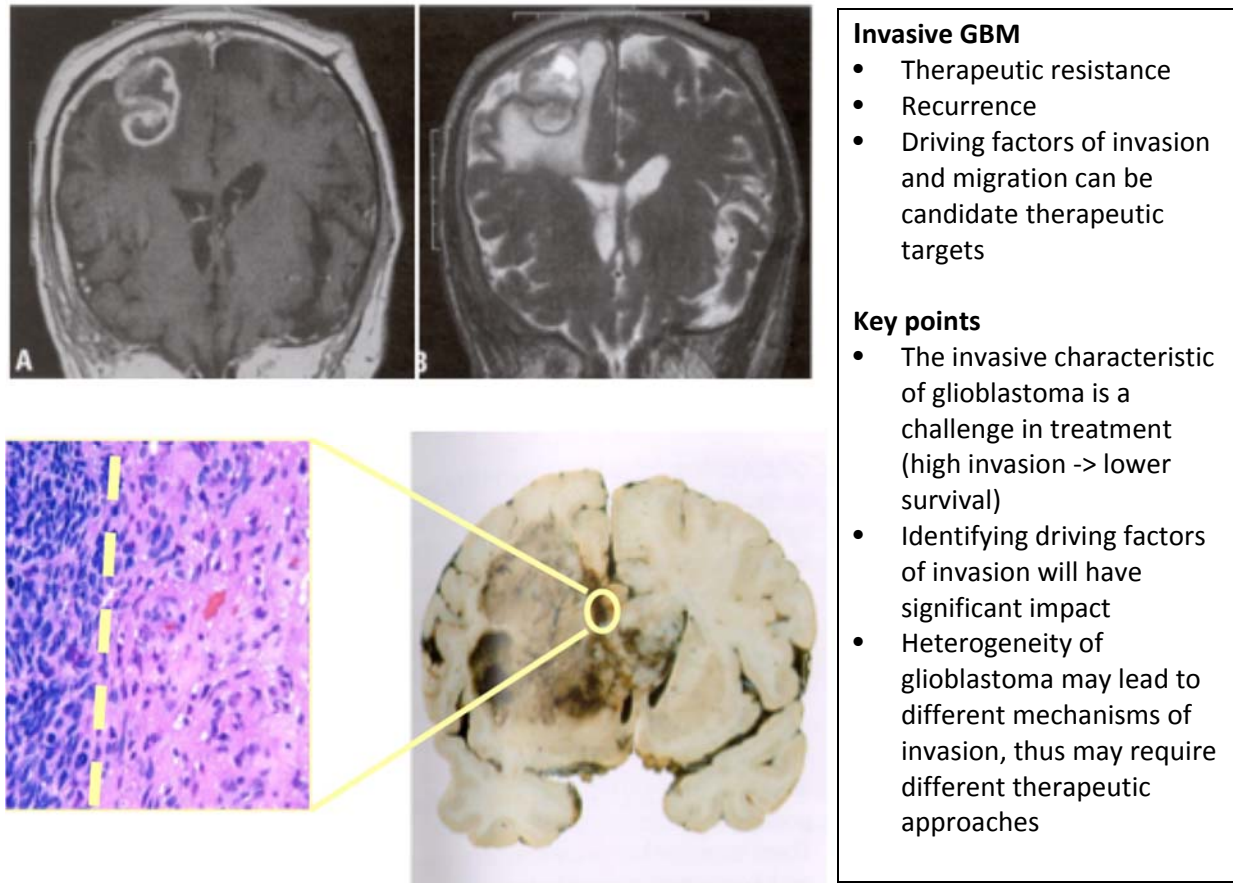 A
B
Invasive GBM
• Therapeutic resistance
• Recurrence
• Driving factors of invasion
and migration can be
candidate therapeutic
targets
Key points
• The invasive characteristic
of glioblastoma is a
challenge in treatment
(high invasion -> lower
survival)
• Identifying driving factors
of invasion will have
significant impact
• Heterogeneity of
glioblastoma may lead to
different mechanisms of
invasion, thus may require
different therapeutic
approaches